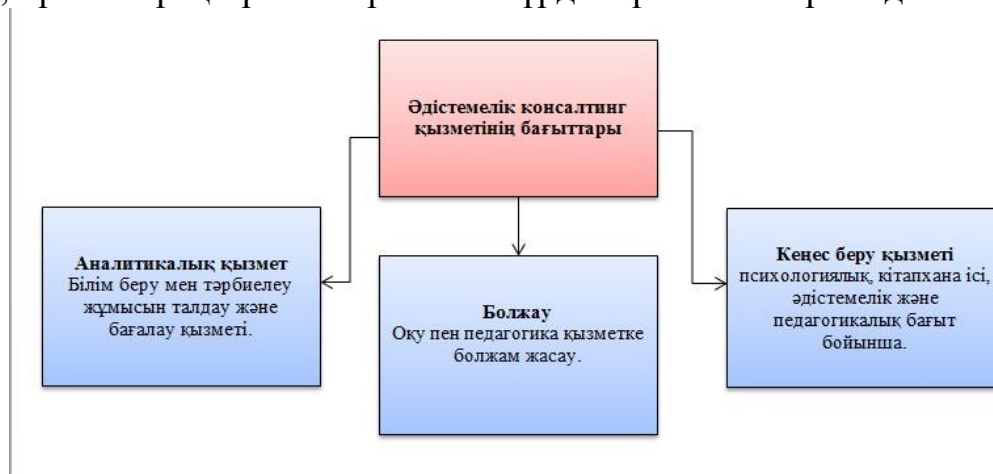 Әдістемелік консалтинг
қызметінің бағыттары
Аналитикалық қызмет
Білім беру мен тәрбиелеу
жұмысын талдау және
бағалау қызметі.
Болжау
Оқу пен педагогика қызметке
болжам жасау.
Кеңес беру қызметі
психологиялық, кітапхана ісі,
әдістемелік және
педагогикалық бағыт
бойынша.